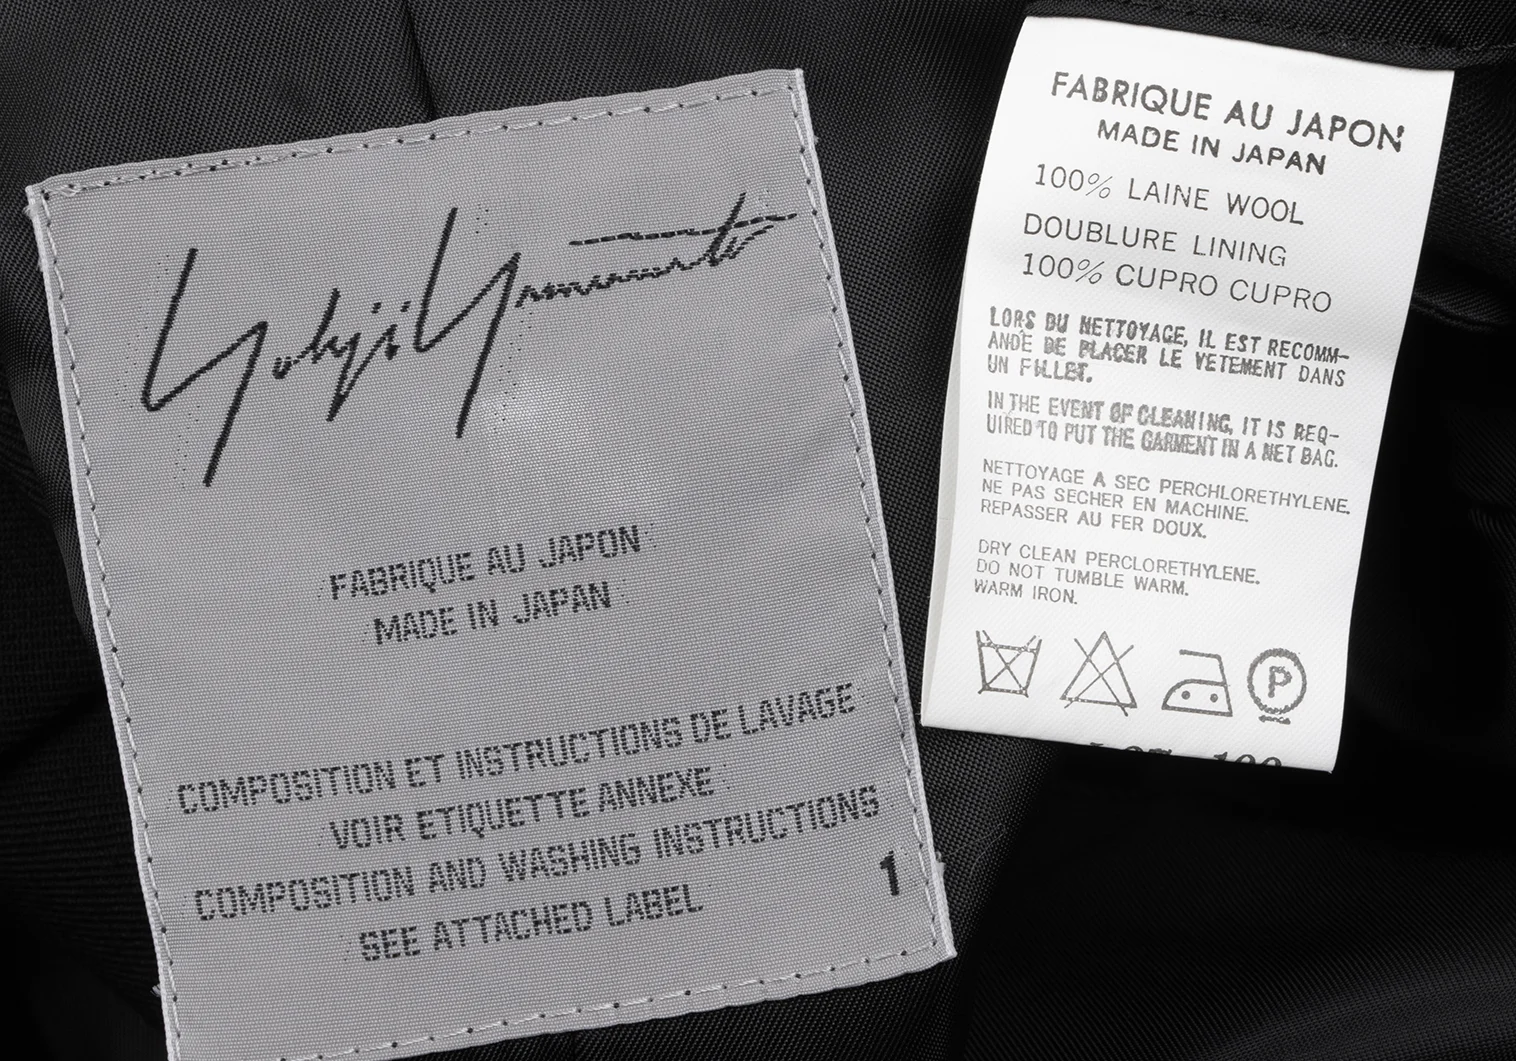 Yohji Yamamoto
FABRIQUE AU JAPON
MADE IN JAPAN
COMPOSITION ET INSTRUCTIONS DE LAVAGE
VOIR ETIQUETTE ANNEXE
COMPOSITION AND WASHING INSTRUCTIONS
SEE ATTACHED LABEL
1
FABRIQUE AU JAPON
MADE IN JAPAN
100% LAINE WOOL
DOUBLURE LINING
100% CUPRO CUPRO
LORS DU NETTOYAGE, IL EST RECOMM-
ANDE DE PLACER LE VETEMENT DANS
UN FILLET.
IN THE EVENT OF CLEANING, IT IS REQ-
UIRED TO PUT THE GARMENT IN A NET BAG.
NETTOYAGE A SEC PERCHLORETHYLENE.
NE PAS SECHER EN MACHINE.
REPASSER AU FER DOUX.
DRY CLEAN PERCLORETHYLENE.
DO NOT TUMBLE WARM.
WARM IRON.
P